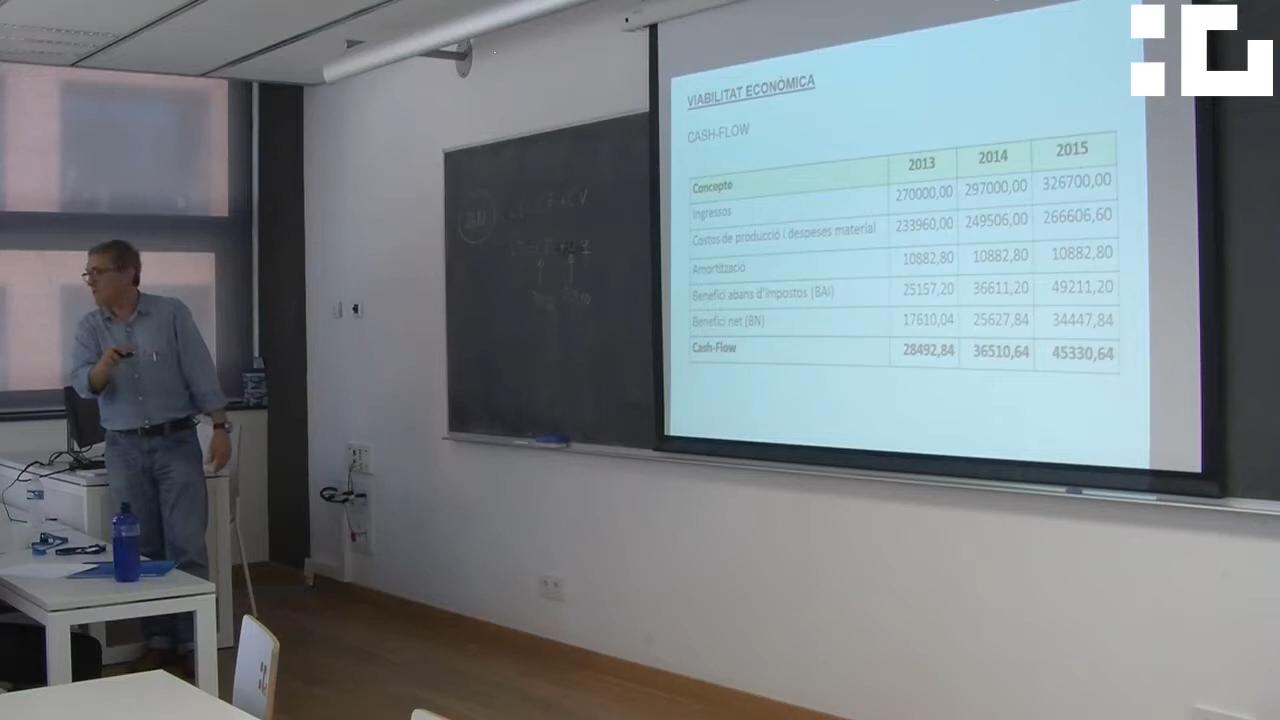 VIABILITAT ECONÒMICA
CASH-FLOW
Concepte 2013 2014 2015
Ingressos 270000,00 297000,00 326700,00
Costos de producció i despeses material 233960,00 249506,00 266606,60
Amortització 10882,80 10882,80 10882,80
Benefici abans d'impostos (BAI) 25157,20 36611,20 49211,20
Benefici net (BN) 17610,04 25627,84 34447,84
Cash-Flow 28492,84 36510,64 45330,64